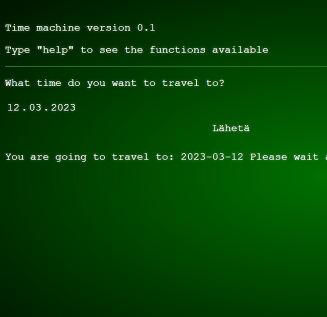 Time machine version 0.1
Type "help" to see the functions available
What time do you want to travel to?
12.03.2023
Lähetä
You are going to travel to: 2023-03-12 Please wait